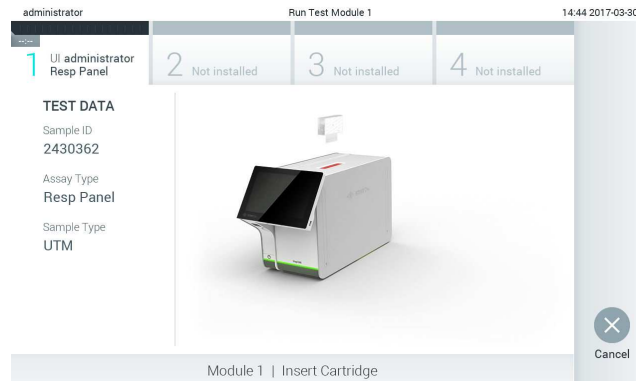 administrator
Run Test Module 1
14:44 2017-03-30
--:--
1
UI administrator
Resp Panel
2
Not installed
3
Not installed
4
Not installed
TEST DATA
Sample ID
2430362
Assay Type
Resp Panel
Sample Type
UTM
Cancel
Module 1 | Insert Cartridge